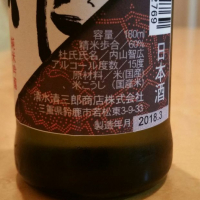 容量/180ml
精米歩合/60%
杜氏氏名/内山智広
アルコール度数/15度
原材料/米(国産)
米こうじ(国産米)
清水清三郎商店株式会社
三重県鈴鹿市若松東3-9-33
製造年月 2018.3
日本酒
7769